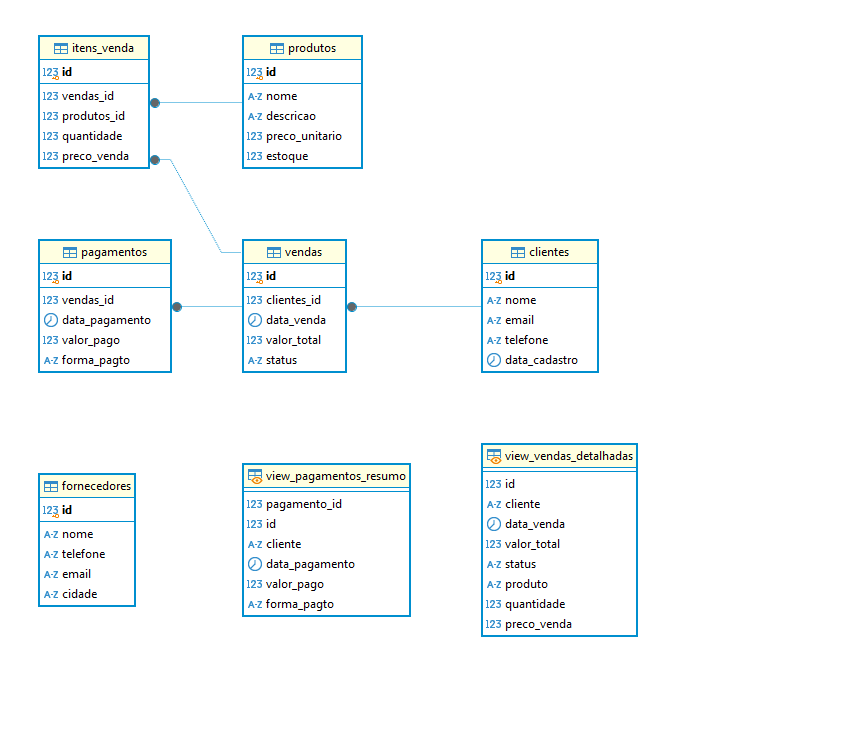 itens_venda
123 id
123 vendas_id
123 produtos_id
123 quantidade
123 preco_venda
produtos
123 id
A-Z nome
A-Z descricao
123 preco_unitario
123 estoque
pagamentos
123 id
123 vendas_id
data_pagamento
123 valor_pago
A-Z forma_pagto
vendas
123 id
123 clientes_id
data_venda
123 valor_total
A-Z status
clientes
123 id
A-Z nome
A-Z email
A-Z telefone
data_cadastro
fornecedores
123 id
A-Z nome
A-Z telefone
A-Z email
A-Z cidade
view_pagamentos_resumo
123 pagamento_id
123 id
A-Z cliente
data_pagamento
123 valor_pago
A-Z forma_pagto
view_vendas_detalhadas
123 id
A-Z cliente
data_venda
123 valor_total
A-Z status
A-Z produto
123 quantidade
123 preco_venda